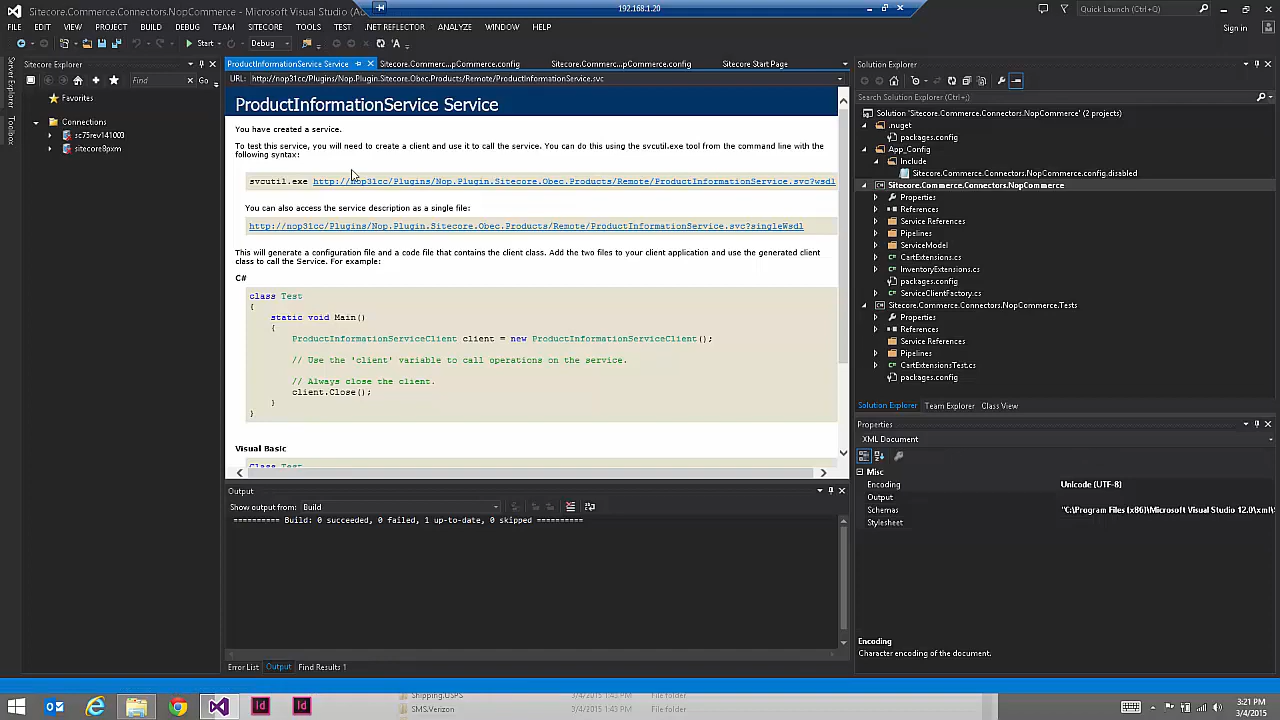 Sitecore.Commerce.Connectors.NopCommerce - Microsoft Visual Studio
192.168.1.20
Quick Launch (Ctrl+Q)
FILE EDIT VIEW PROJECT BUILD DEBUG TEAM SITECORE TOOLS TEST .NET REFLECTOR ANALYZE WINDOW HELP
Sign in
Start Debug
Sitecore Explorer
ProductInformationService Service
Sitecore.Commerc...pCommerce.config
Sitecore.Commerc...pCommerce.config
Sitecore Start Page
Solution Explorer
Sitecore Explorer
Toolbox
Find
Go
URL: http://nop31cc/Plugins/Nop.Plugin.Sitecore.Obec.Products/Remote/ProductInformationService.svc
Favorites
Connections
sc75rev141003
sitecore8pxm
ProductInformationService Service
You have created a service.
To test this service, you will need to create a client and use it to call the service. You can do this using the svcutil.exe tool from the command line with the
following syntax:
svcutil.exe http://nop31cc/Plugins/Nop.Plugin.Sitecore.Obec.Products/Remote/ProductInformationService.svc?wsdl
You can also access the service description as a single file:
http://nop31cc/Plugins/Nop.Plugin.Sitecore.Obec.Products/Remote/ProductInformationService.svc?singleWsdl
This will generate a configuration file and a code file that contains the client class. Add the two files to your client application and use the generated client
class to call the Service. For example:
C#
class Test
{
static void Main()
{
ProductInformationServiceClient client = new ProductInformationServiceClient();
// Use the 'client' variable to call operations on the service.
// Always close the client.
client.Close();
}
}
Visual Basic
Class Test
Search Solution Explorer (Ctrl+;)
Solution 'Sitecore.Commerce.Connectors.NopCommerce' (2 projects)
.nuget
packages.config
App_Config
Include
Sitecore.Commerce.Connectors.NopCommerce.config.disabled
Sitecore.Commerce.Connectors.NopCommerce
Properties
References
Service References
Pipelines
ServiceModel
CartExtensions.cs
InventoryExtensions.cs
packages.config
ServiceClientFactory.cs
Sitecore.Commerce.Connectors.NopCommerce.Tests
Properties
References
Service References
Pipelines
CartExtensionsTest.cs
packages.config
Solution Explorer Team Explorer Class View
Properties
XML Document
Misc
Encoding Unicode (UTF-8)
Output
Schemas "C:\Program Files (x86)\Microsoft Visual Studio 12.0\xml\
Stylesheet
Encoding
Character encoding of the document.
Output
Show output from: Build
========== Build: 0 succeeded, 0 failed, 1 up-to-date, 0 skipped ==========
Error List Output Find Results 1
Shipping.USPS 3/4/2015 1:43 PM File folder
SMS.Verizon 3/4/2015 1:43 PM File folder
Id
Id
3:21 PM
3/4/2015